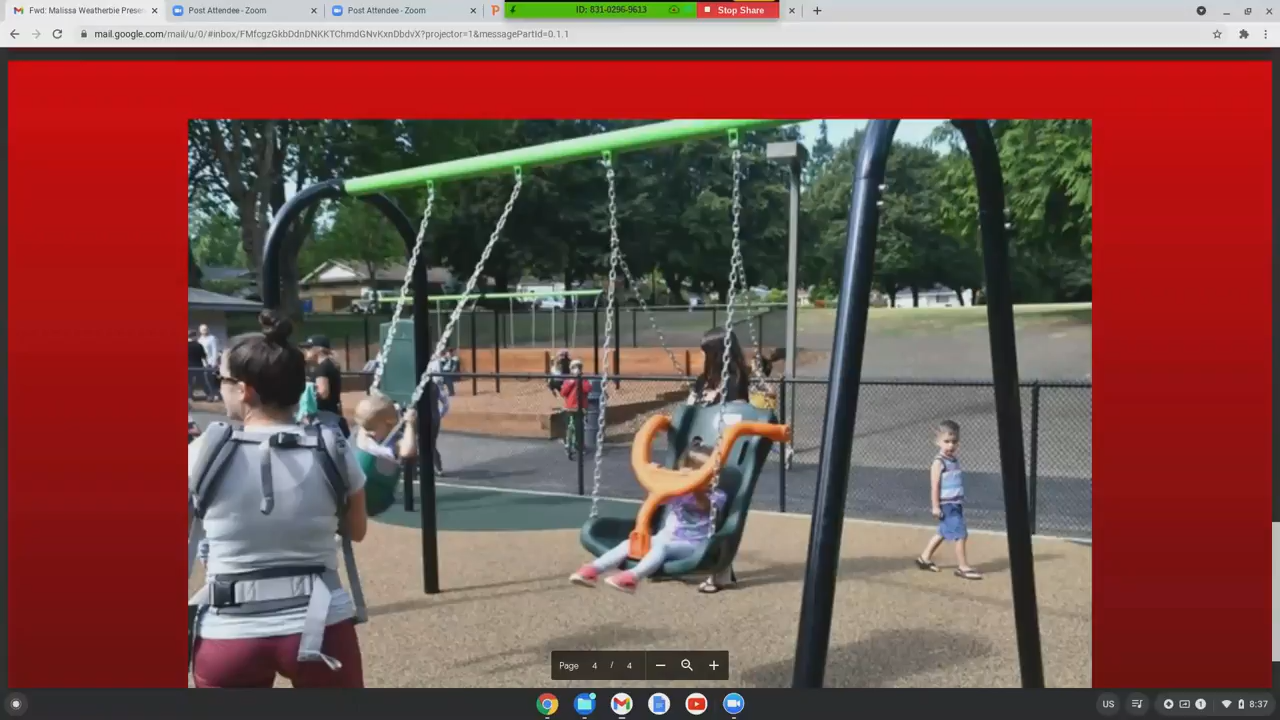 Fwd: Malissa Weatherbie Prese
Post Attendee - Zoom
Post Attendee - Zoom
ID: 831-0296-9613
Stop Share
mail.google.com/mail/u/0/#inbox/FMfcgzGkbDdnDNKKTChmdGNvKxnDbdvX?projector=1&messagePartId=0.1.1
Page 4 / 4
US
1
8:37